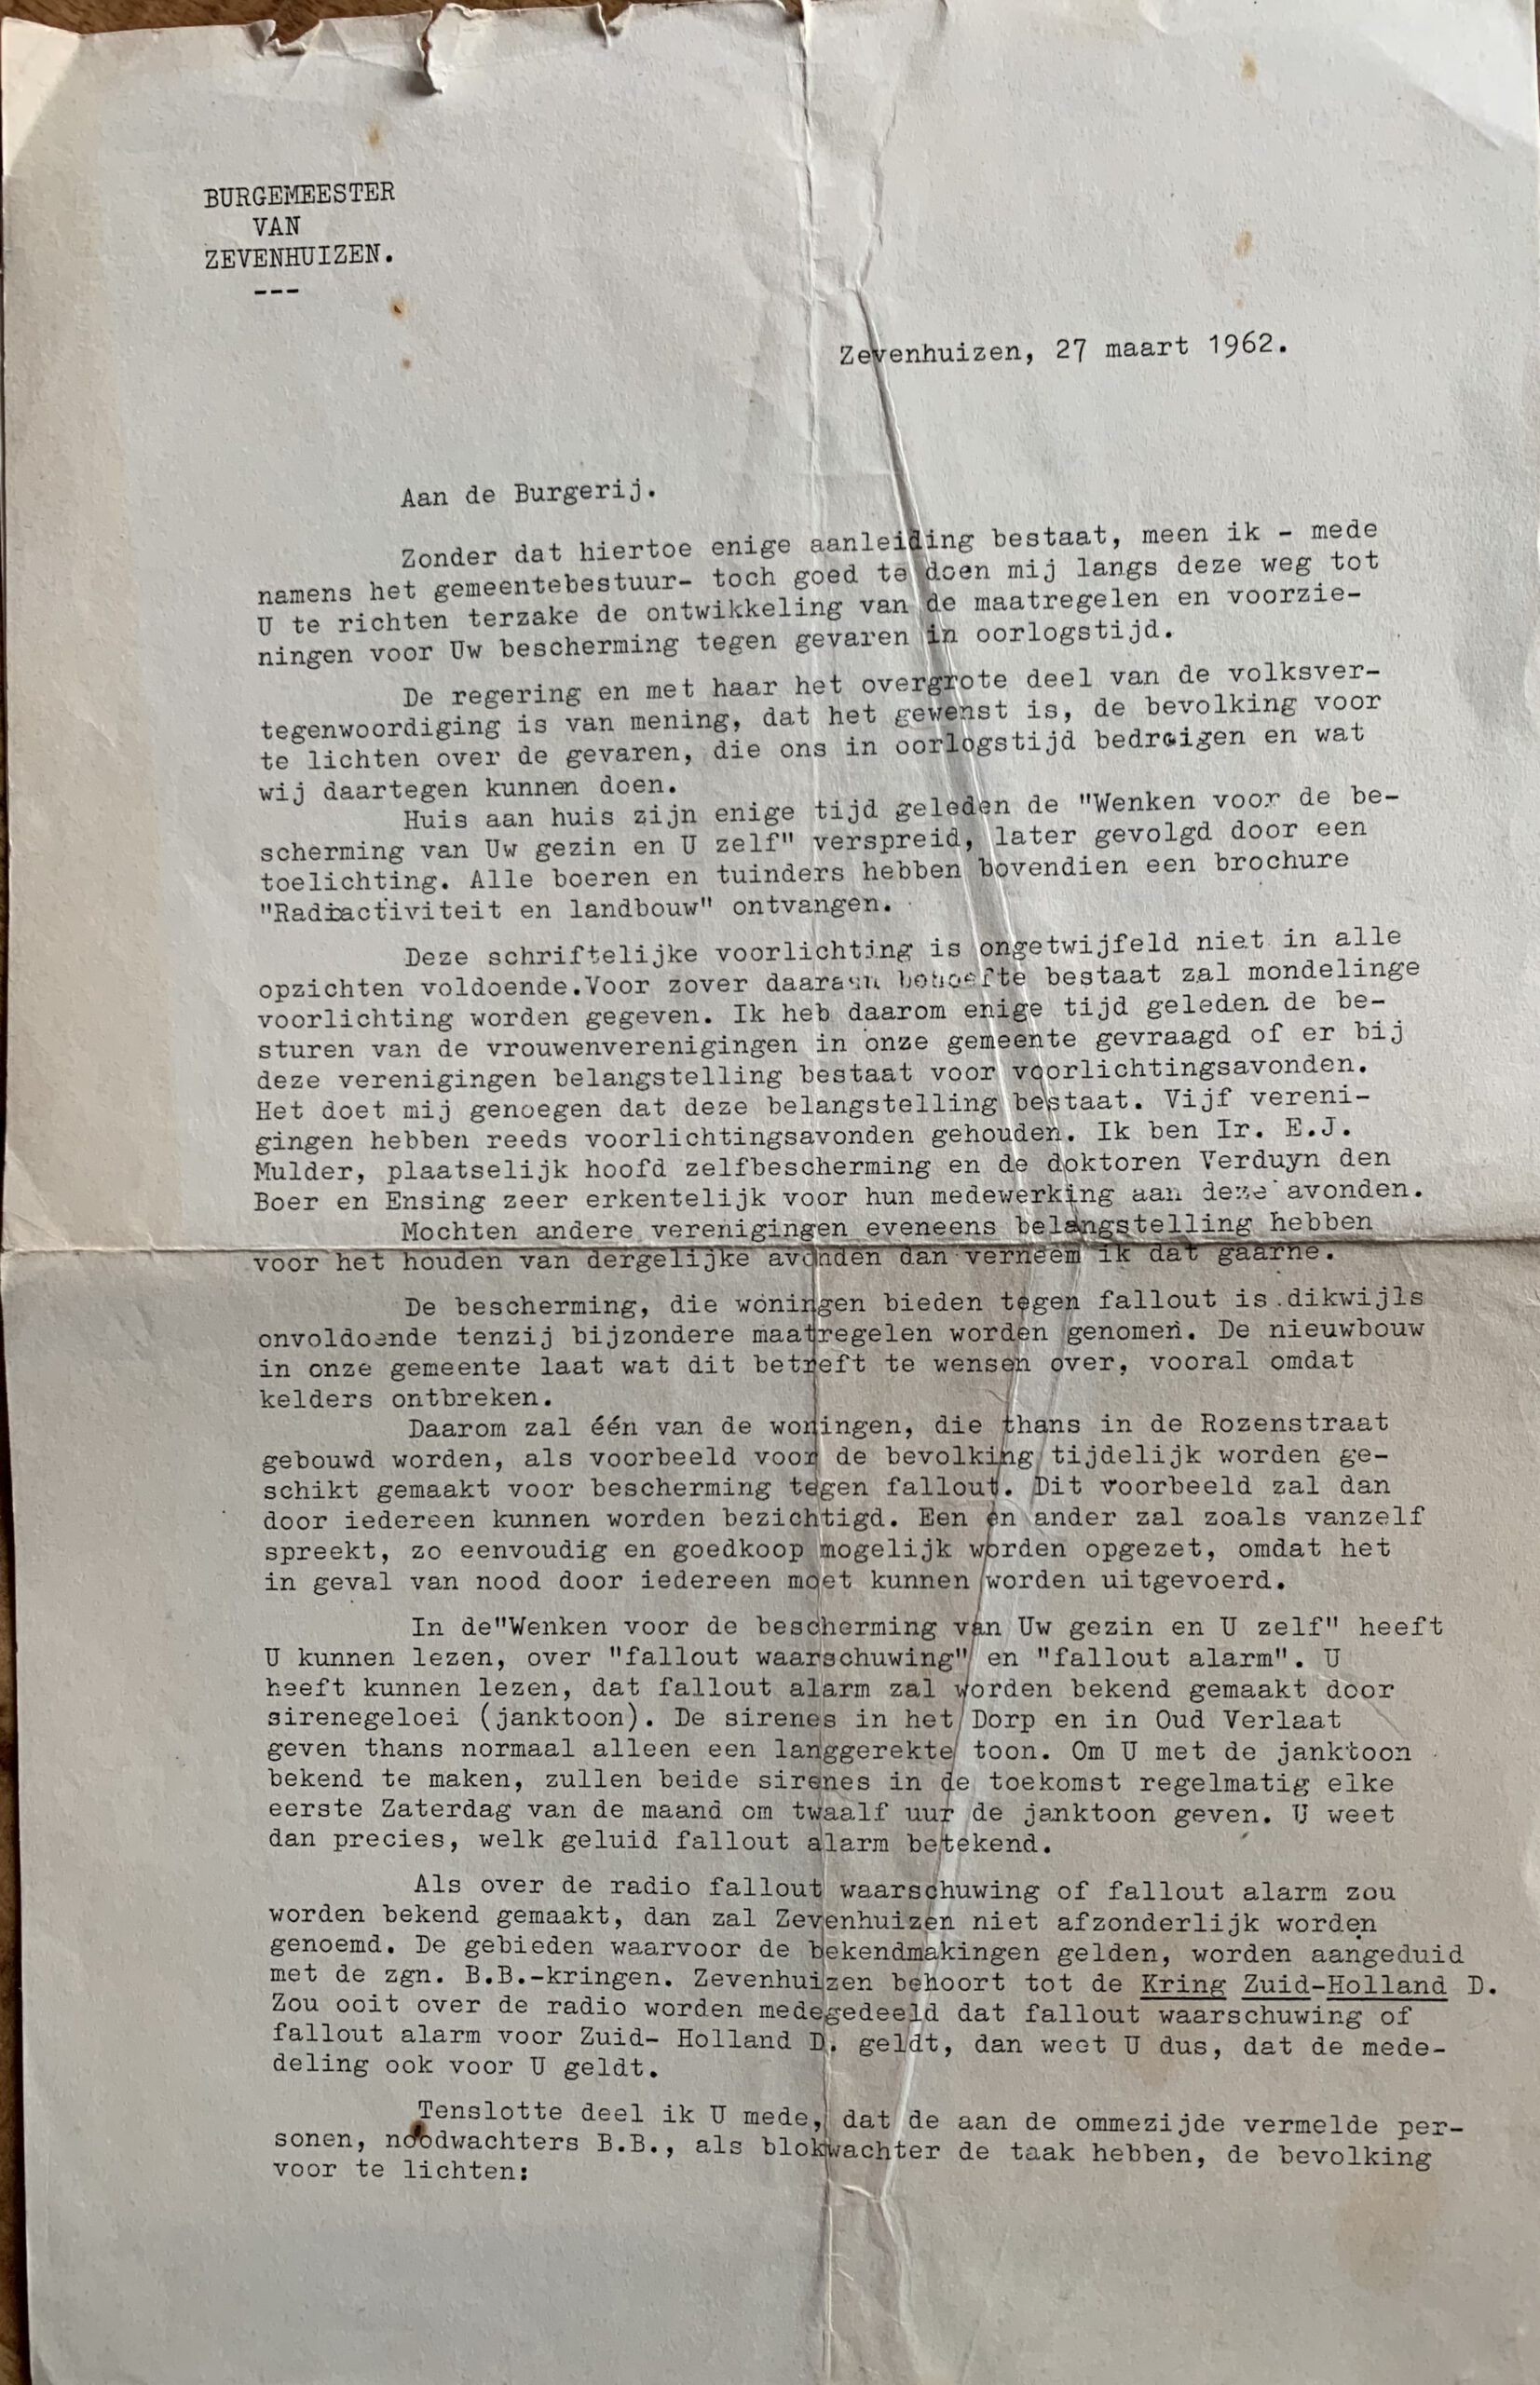 BURGEMEESTER
VAN
ZEVENHUIZEN.
---
Zevenhuizen, 27 maart 1962.
Aan de Burgerij.
Zonder dat hiertoe enige aanleiding bestaat, meen ik - mede
namens het gemeentebestuur- toch goed te doen mij langs deze weg tot
U te richten terzake de ontwikkeling van de maatregelen en voorzie-
ningen voor Uw bescherming tegen gevaren in oorlogstijd.
De regering en met haar het overgrote deel van de volksver-
tegenwoordiging is van mening, dat het gewenst is, de bevolking voor
te lichten over de gevaren, die ons in oorlogstijd bedreigen en wat
wij daartegen kunnen doen.
Huis aan huis zijn enige tijd geleden de "Wenken voor de be-
scherming van Uw gezin en U zelf" verspreid, later gevolgd door een
toelichting. Alle boeren en tuinders hebben bovendien een brochure
"Radioactiviteit en landbouw" ontvangen.
Deze schriftelijke voorlichting is ongetwijfeld niet in alle
opzichten voldoende.Voor zover daaraan behoefte bestaat zal mondelinge
voorlichting worden gegeven. Ik heb daarom enige tijd geleden de be-
sturen van de vrouwenverenigingen in onze gemeente gevraagd of er bij
deze verenigingen belangstelling bestaat voor voorlichtingsavonden.
Het doet mij genoegen dat deze belangstelling bestaat. Vijf vereni-
gingen hebben reeds voorlichtingsavonden gehouden. Ik ben Ir. E.J.
Mulder, plaatselijk hoofd zelfbescherming en de doktoren Verduyn den
Boer en Ensing zeer erkentelijk voor hun medewerking aan deze avonden.
Mochten andere verenigingen eveneens belangstelling hebben
voor het houden van dergelijke avonden dan verneem ik dat gaarne.
De bescherming, die woningen bieden tegen fallout is dikwijls
onvoldoende tenzij bijzondere maatregelen worden genomen. De nieuwbouw
in onze gemeente laat wat dit betreft te wensen over, vooral omdat
kelders ontbreken.
Daarom zal één van de woningen, die thans in de Rozenstraat
gebouwd worden, als voorbeeld voor de bevolking tijdelijk worden ge-
schikt gemaakt voor bescherming tegen fallout. Dit voorbeeld zal dan
door iedereen kunnen worden bezichtigd. Een en ander zal zoals vanzelf
spreekt, zo eenvoudig en goedkoop mogelijk worden opgezet, omdat het
in geval van nood door iedereen moet kunnen worden uitgevoerd.
In de"Wenken voor de bescherming van Uw gezin en U zelf" heeft
U kunnen lezen, over "fallout waarschuwing" en "fallout alarm". U
heeft kunnen lezen, dat fallout alarm zal worden bekend gemaakt door
sirenegeloei (janktoon). De sirenes in het Dorp en in Oud Verlaat
geven thans normaal alleen een langgerekte toon. Om U met de janktoon
bekend te maken, zullen beide sirenes in de toekomst regelmatig elke
eerste Zaterdag van de maand om twaalf uur de janktoon geven. U weet
dan precies, welk geluid fallout alarm betekend.
Als over de radio fallout waarschuwing of fallout alarm zou
worden bekend gemaakt, dan zal Zevenhuizen niet afzonderlijk worden
genoemd. De gebieden waarvoor de bekendmakingen gelden, worden aangeduid
met de zgn. B.B.-kringen. Zevenhuizen behoort tot de Kring Zuid-Holland D.
Zou ooit over de radio worden medegedeeld dat fallout waarschuwing of
fallout alarm voor Zuid- Holland D. geldt, dan weet U dus, dat de mede-
deling ook voor U geldt.
Tenslotte deel ik U mede, dat de aan de ommezijde vermelde per-
sonen, noodwachters B.B., als blokwachter de taak hebben, de bevolking
voor te lichten: